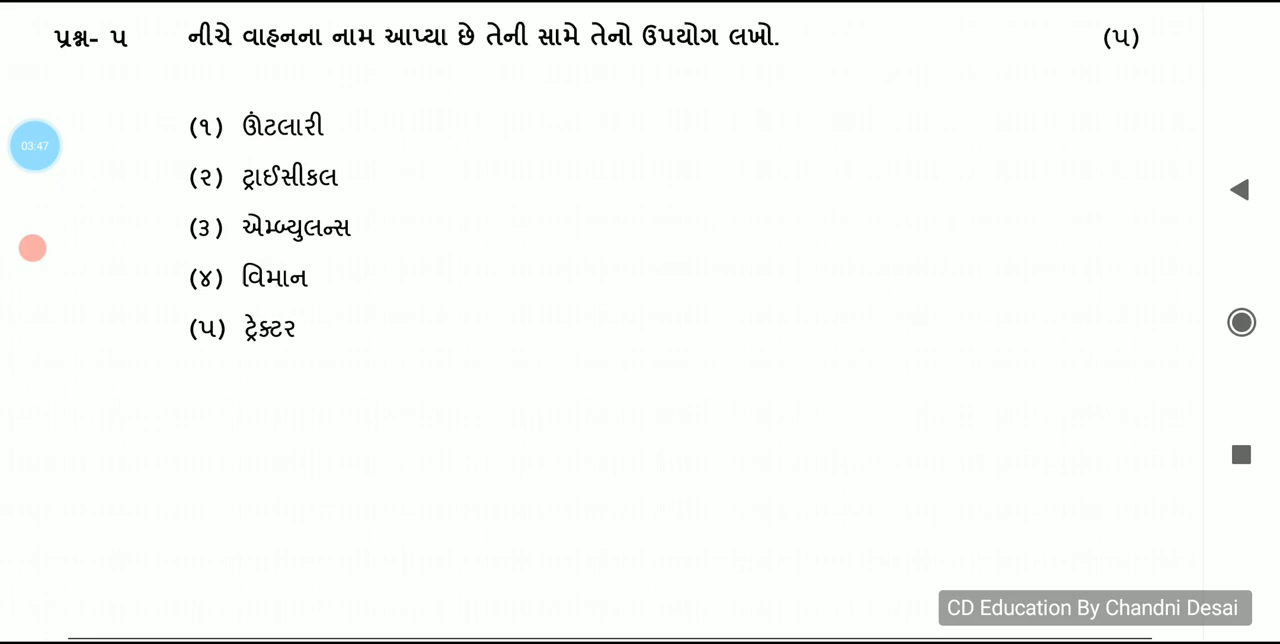 પ્રશ્ન- ૫ નીચે વાહનના નામ આપ્યા છે તેની સામે તેનો ઉપયોગ લખો. (૫)
(૧) ઊંટલારી
03:47
(૨) ટ્રાઈસીકલ
(૩) એમ્બ્યુલન્સ
(૪) વિમાન
(૫) ટ્રેક્ટર
CD Education By Chandni Desai